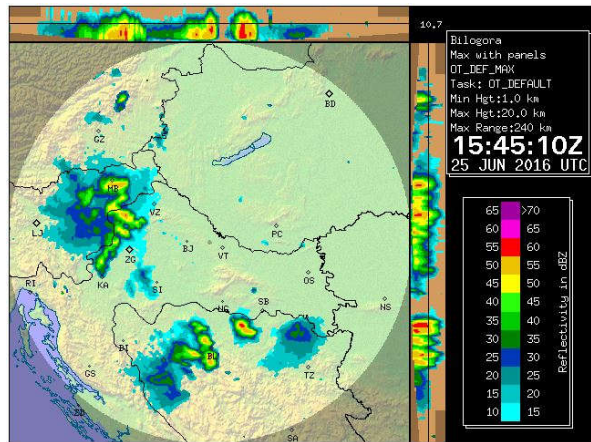 10.7
Bilogora
Max with panels
OT_DEF_MAX
Task: OT_DEFAULT
Min Hgt:1.0 km
Max Hgt:20.0 km
Max Range:240 km
15:45:10Z
25 JUN 2016 UTC
BD
GZ
MB
VZ
LJ
ZG
BJ
VT
PC
KA
SI
OS
RI
NG
SB
NS
BI
BL
GS
TZ
ZD
SA
65 >70
60 65
55 60
50 55
45 50
40 45
35 40
30 35
25 30
20 25
15 20
10 15
Reflectivity in dBZ